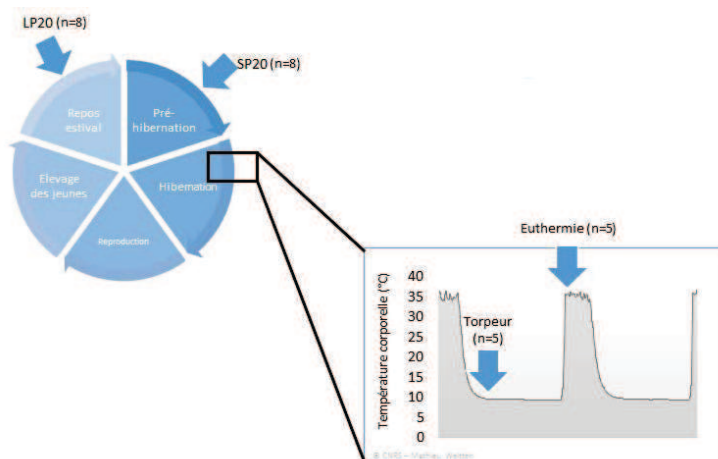 LP20 (n=8)
SP20 (n=8)
Repos
estival
Pré-
hibernation
Elevage
des jeunes
Hibernation
Reproduction
Euthermie (n=5)
Torpeur
(n=5)
Température corporelle (°C)
40
35
30
25
20
15
10
5
0
© CNRS – Mathieu